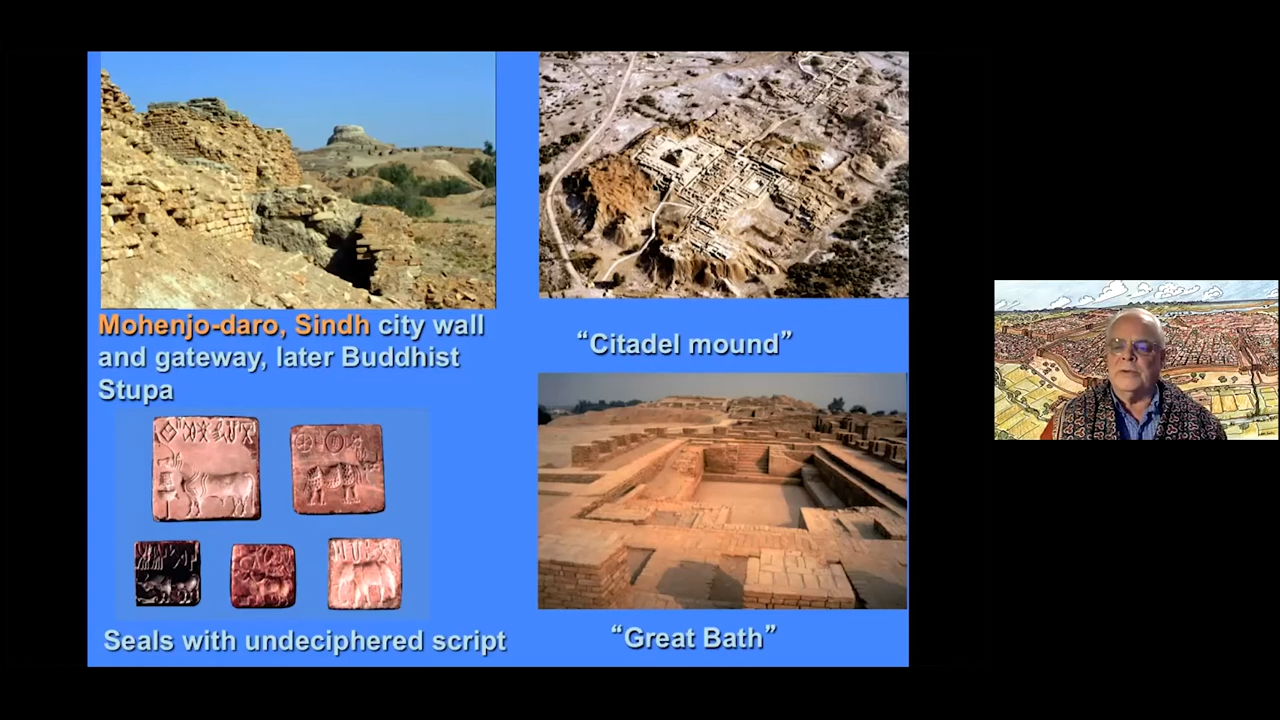 Mohenjo-daro, Sindh city wall
and gateway, later Buddhist
Stupa
“Citadel mound”
Seals with undeciphered script
“Great Bath”